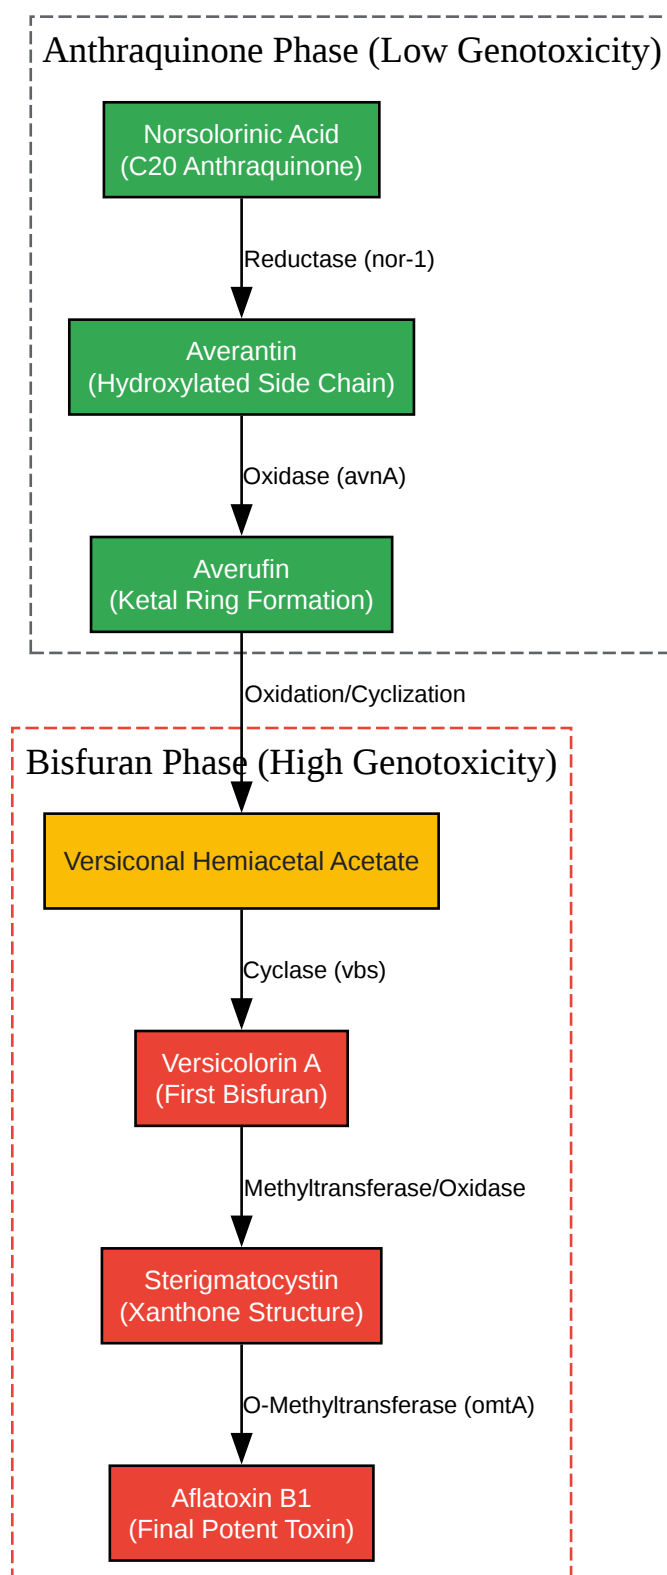 Anthraquinone Phase (Low Genotoxicity)
Norsolorinic Acid
(C20 Anthraquinone)
Reductase (nor-1)
Averantin
(Hydroxylated Side Chain)
Oxidase (avnA)
Averufin
(Ketal Ring Formation)
Oxidation/Cyclization
Bisfuran Phase (High Genotoxicity)
Versiconal Hemiacetal Acetate
Cyclase (vbs)
Versicolorin A
(First Bisfuran)
Methyltransferase/Oxidase
Sterigmatocystin
(Xanthone Structure)
O-Methyltransferase (omtA)
Aflatoxin B1
(Final Potent Toxin)